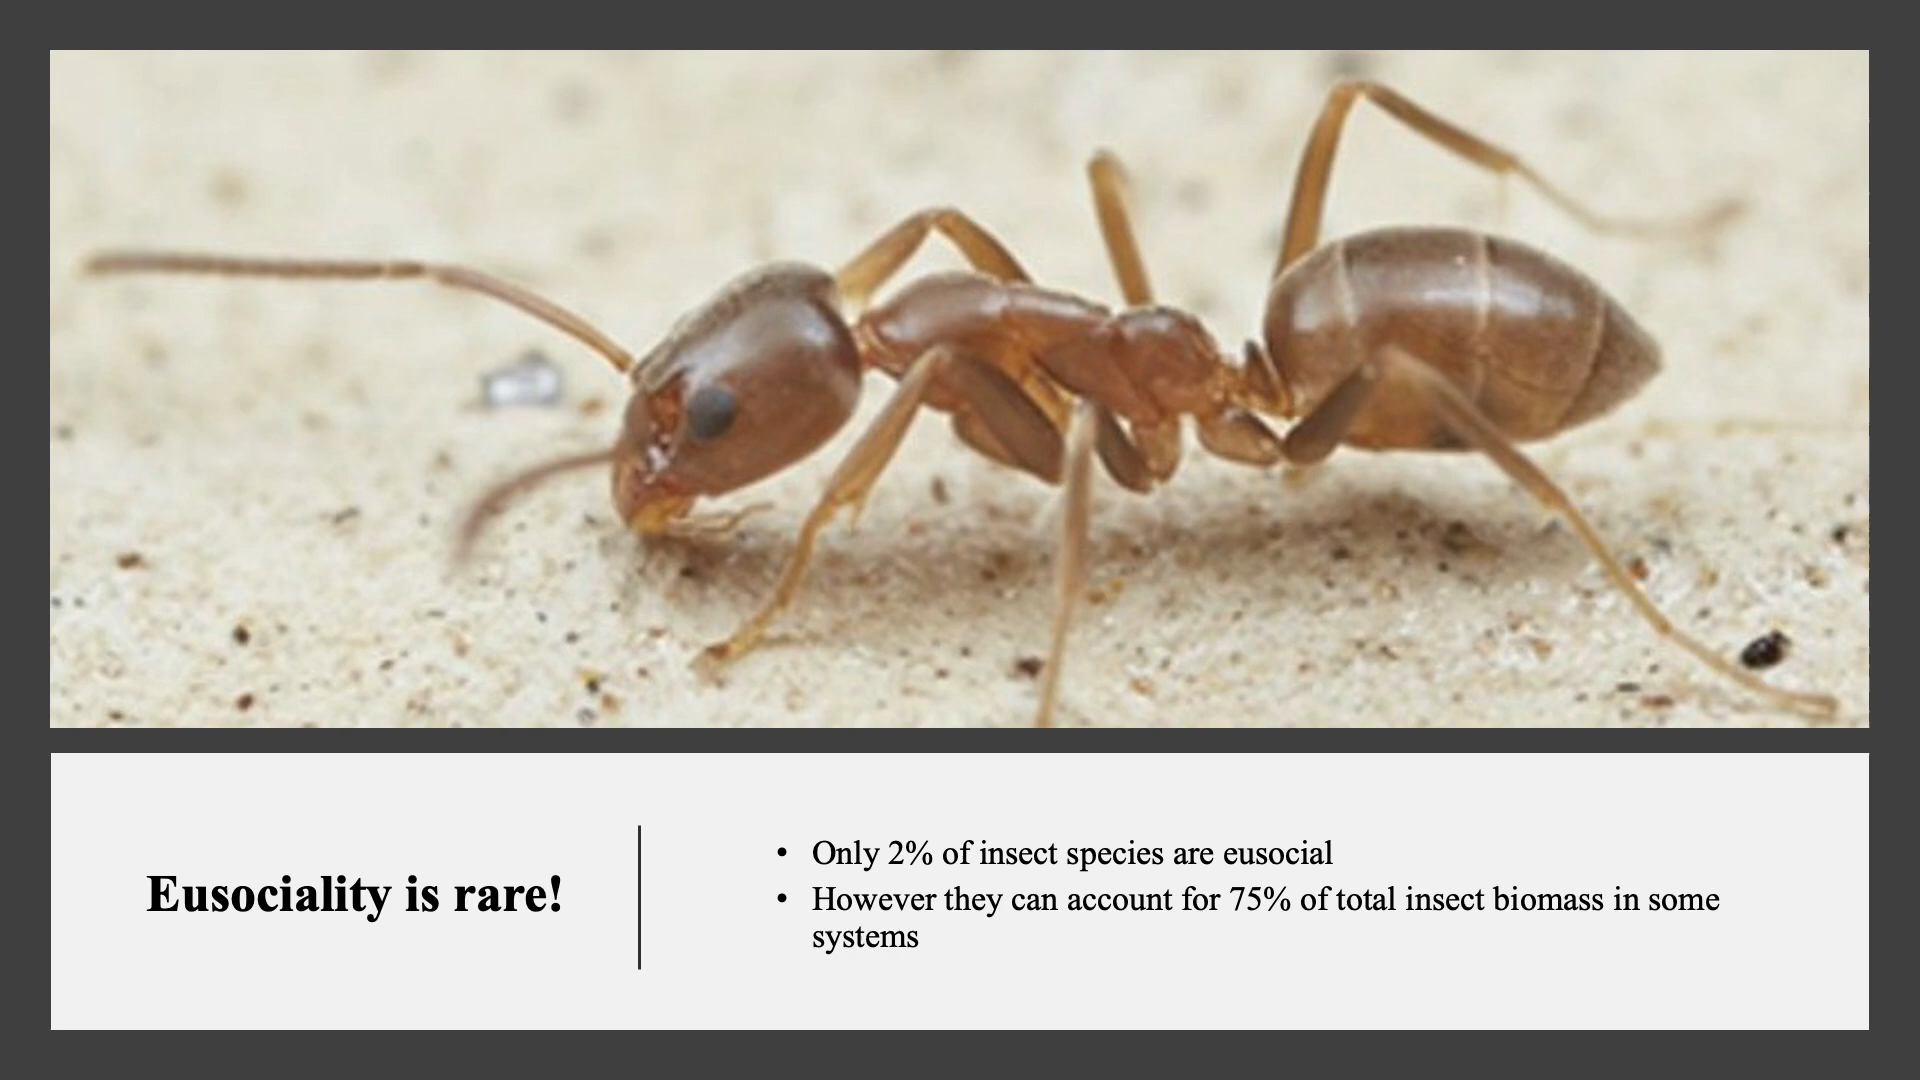 Eusociality is rare!
• Only 2% of insect species are eusocial
• However they can account for 75% of total insect biomass in some
systems